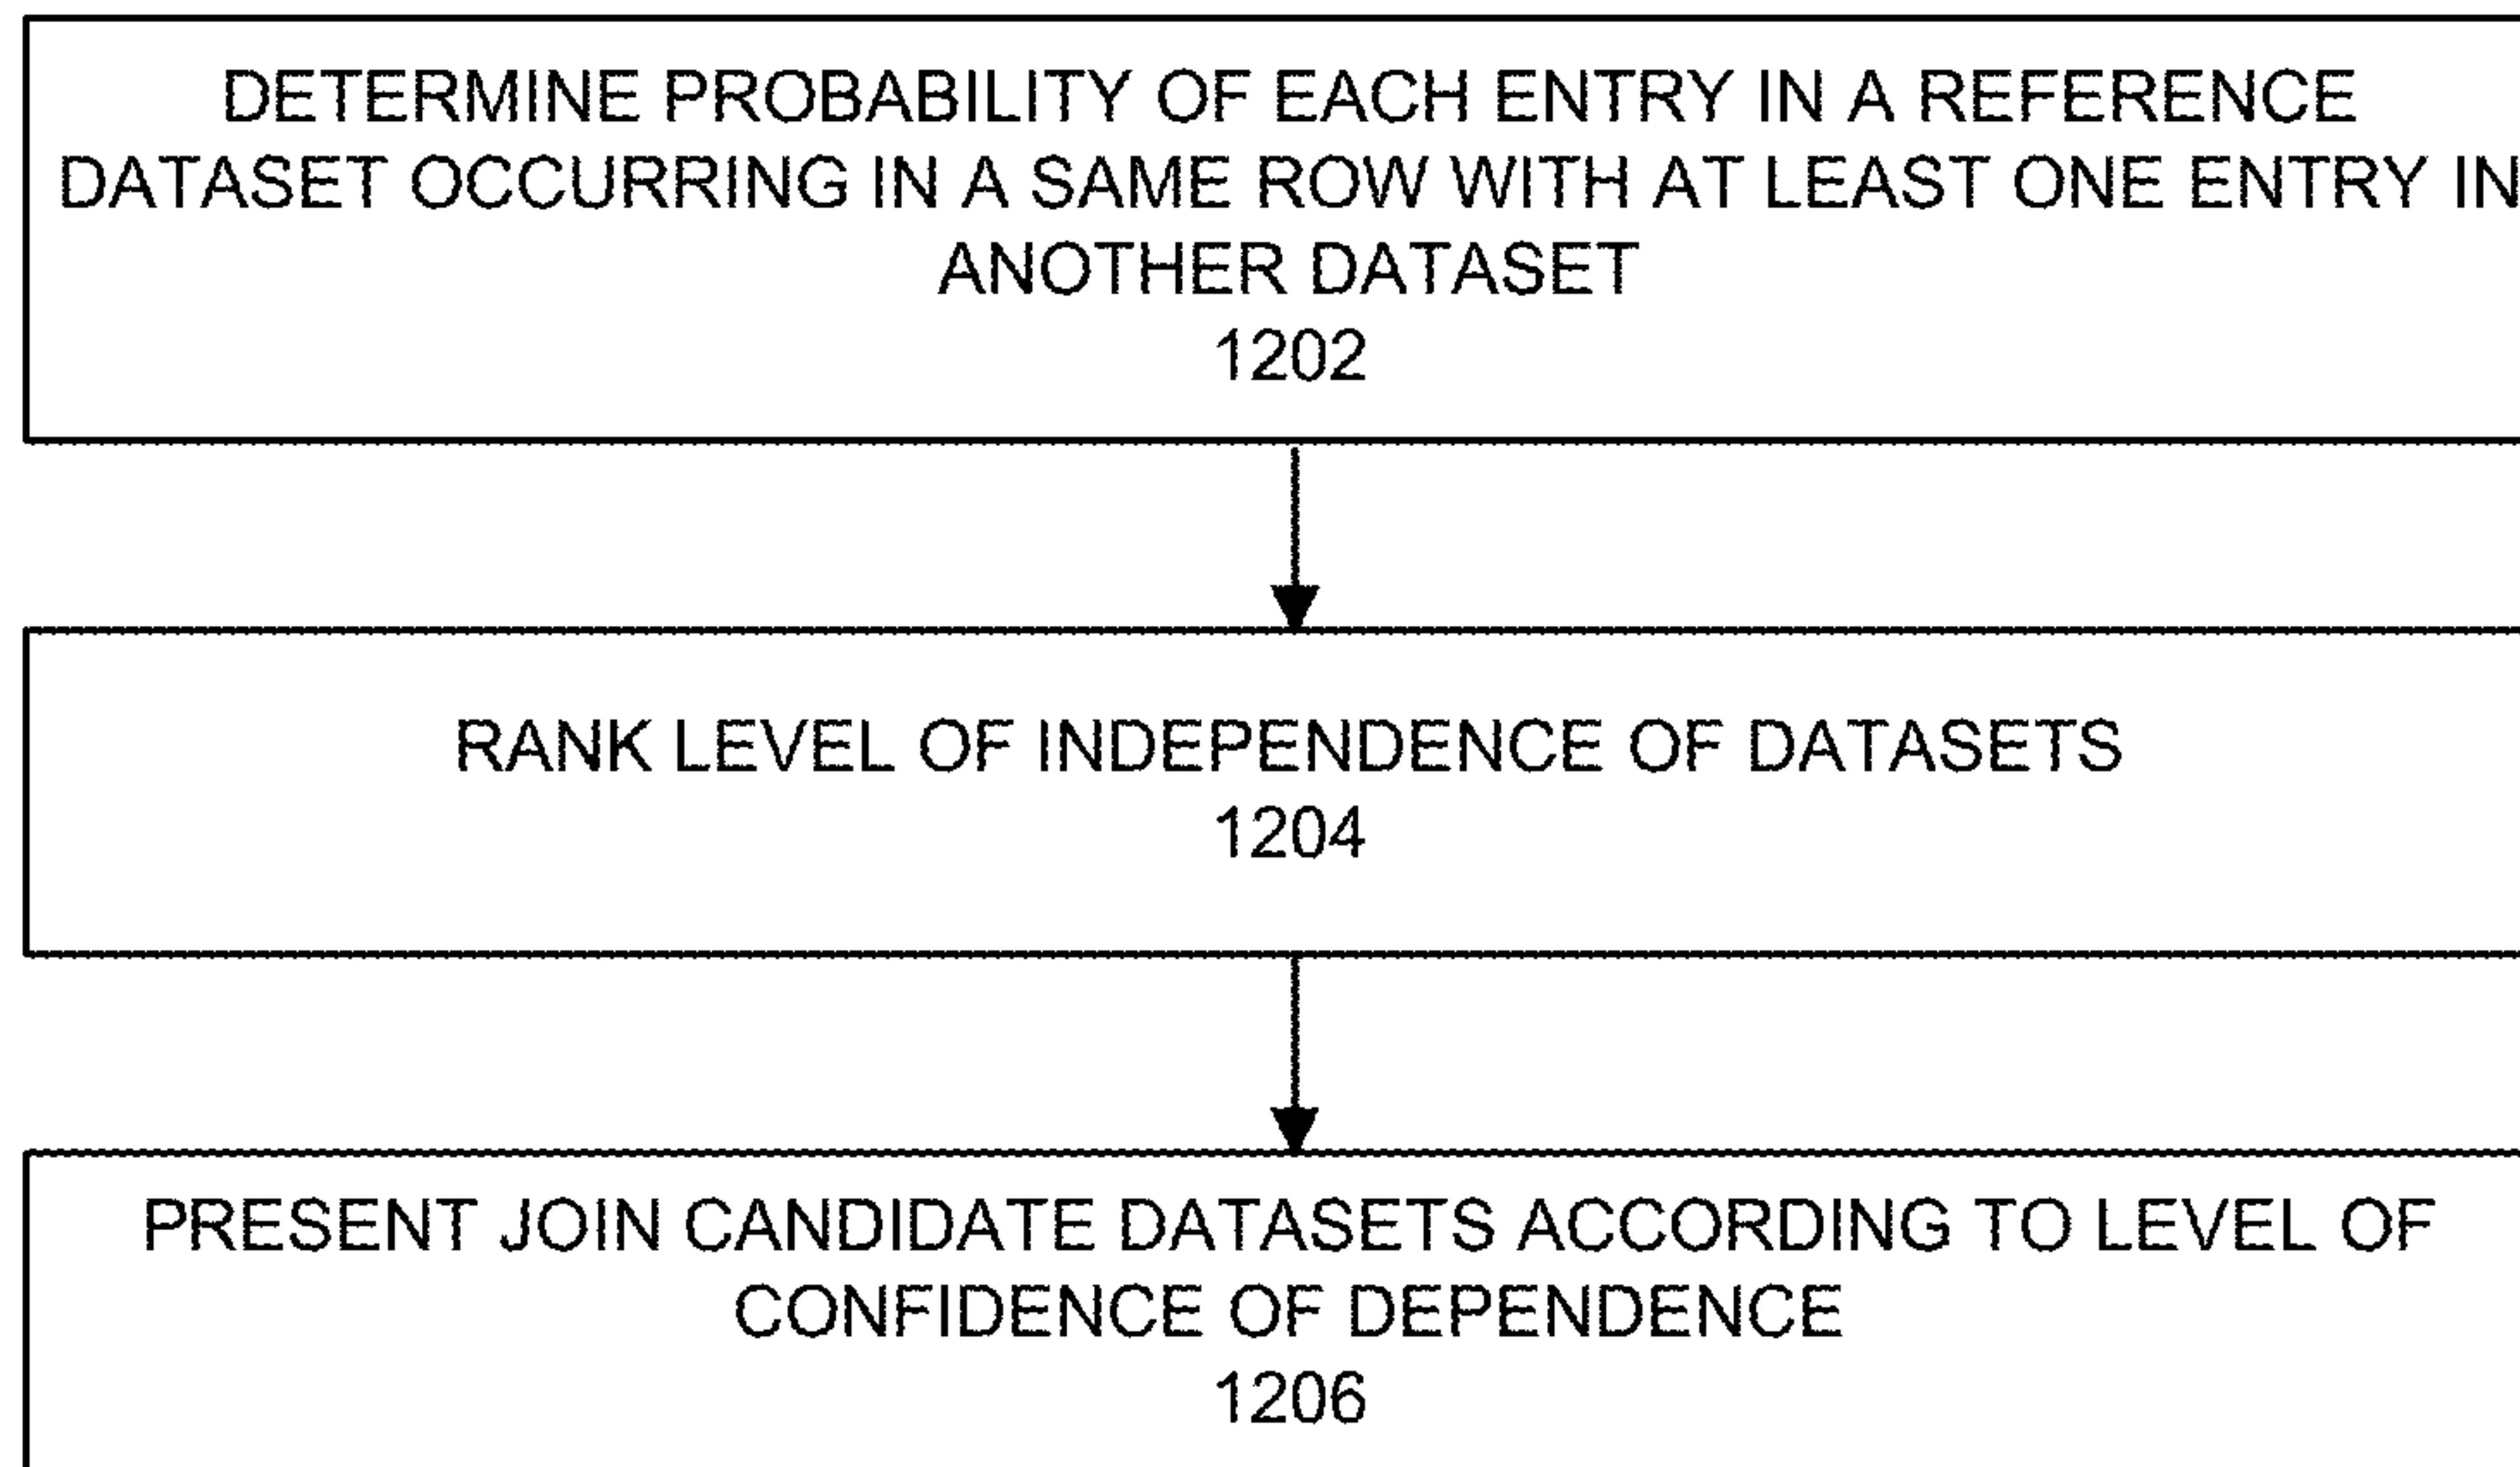 DETERMINE PROBABILITY OF EACH ENTRY IN A REFERENCE
DATASET OCCURRING IN A SAME ROW WITH AT LEAST ONE ENTRY IN
ANOTHER DATASET
1202
RANK LEVEL OF INDEPENDENCE OF DATASETS
1204
PRESENT JOIN CANDIDATE DATASETS ACCORDING TO LEVEL OF
CONFIDENCE OF DEPENDENCE
1206